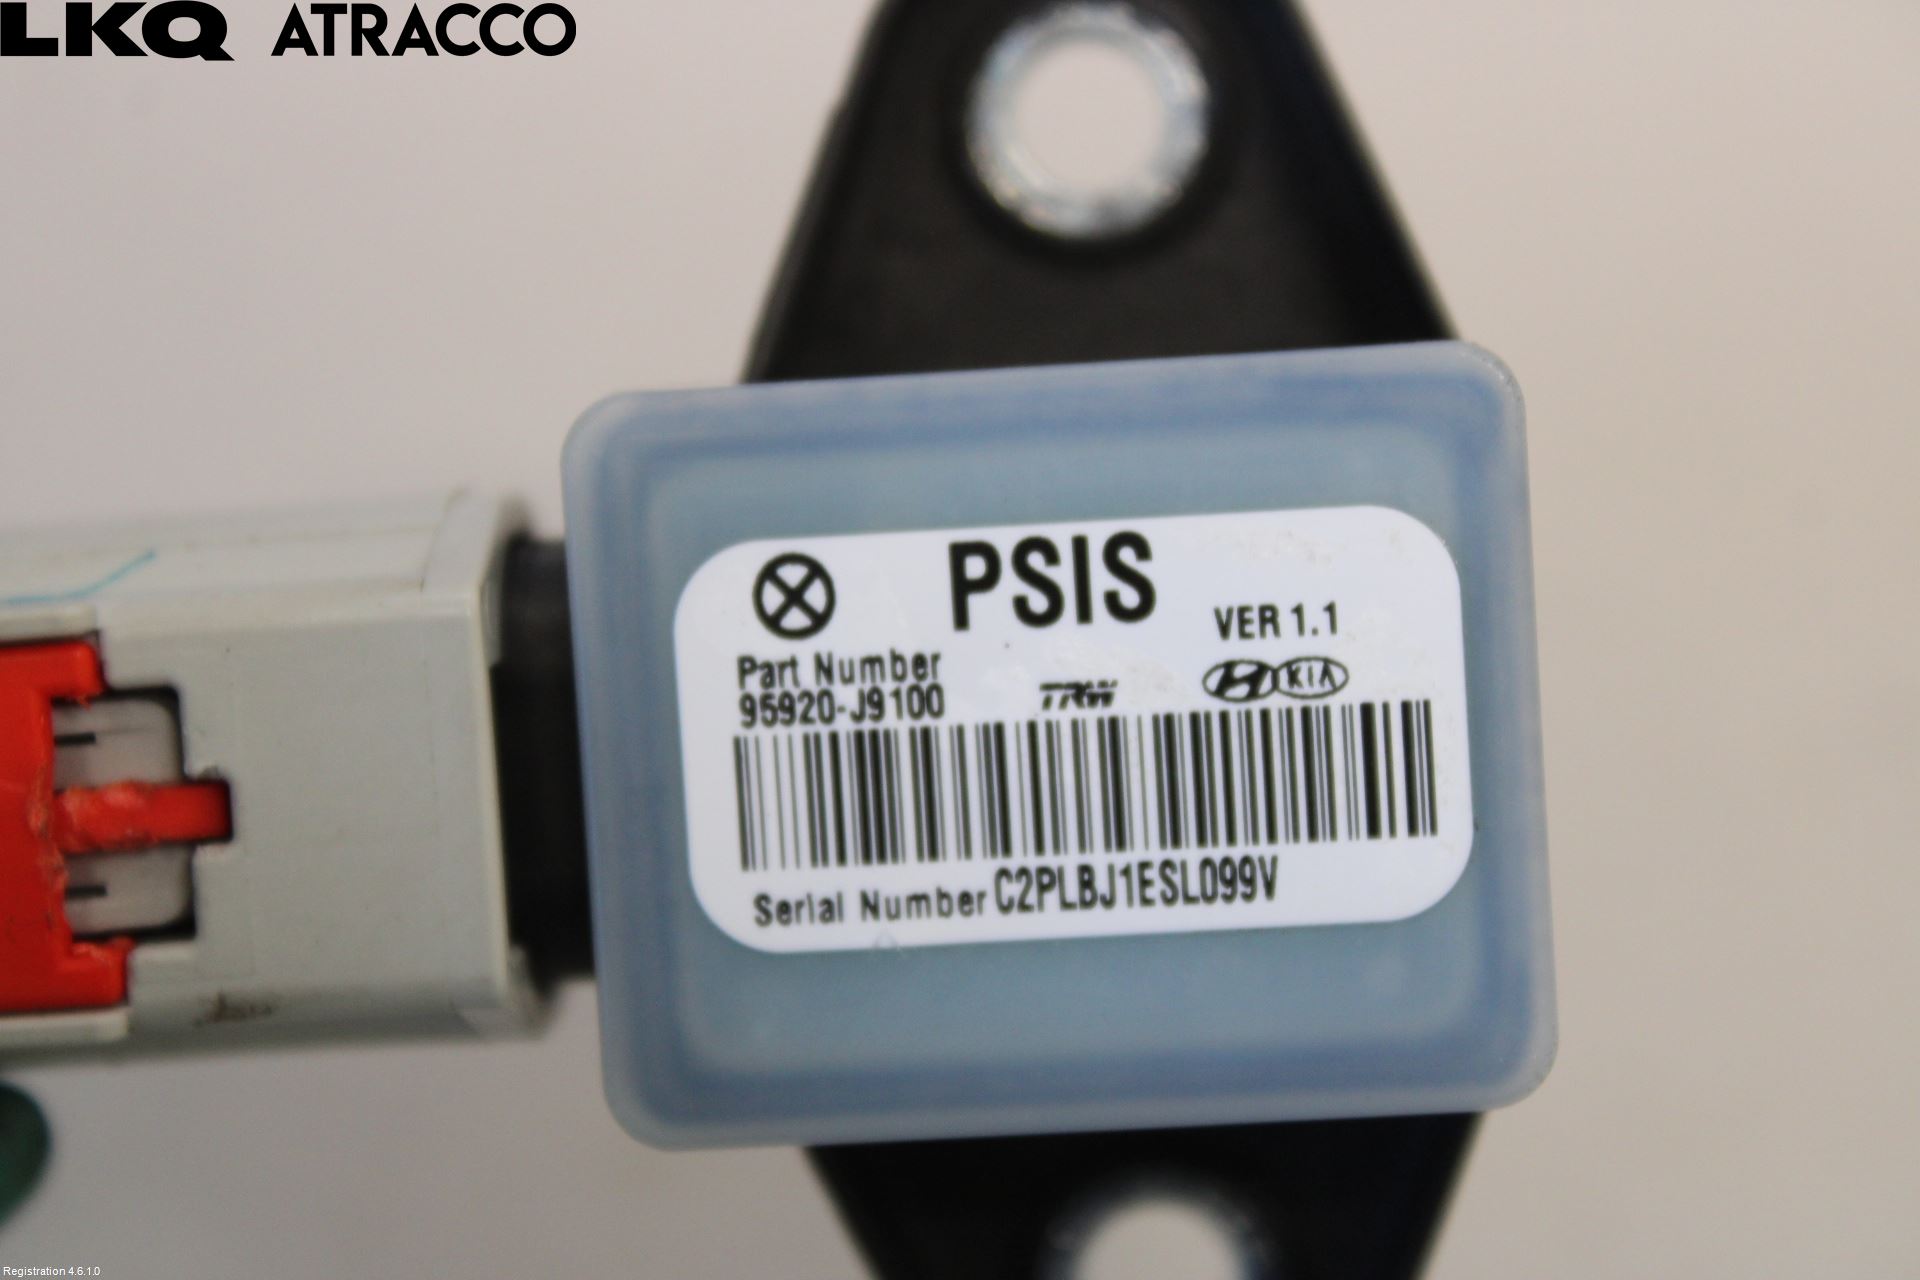 LKQ ATRACCO
PSIS
VER 1.1
Part Number
95920-J9100
TRW
KIA
Serial Number C2PLBJ1ESL099V
Registration 4.6.1.0